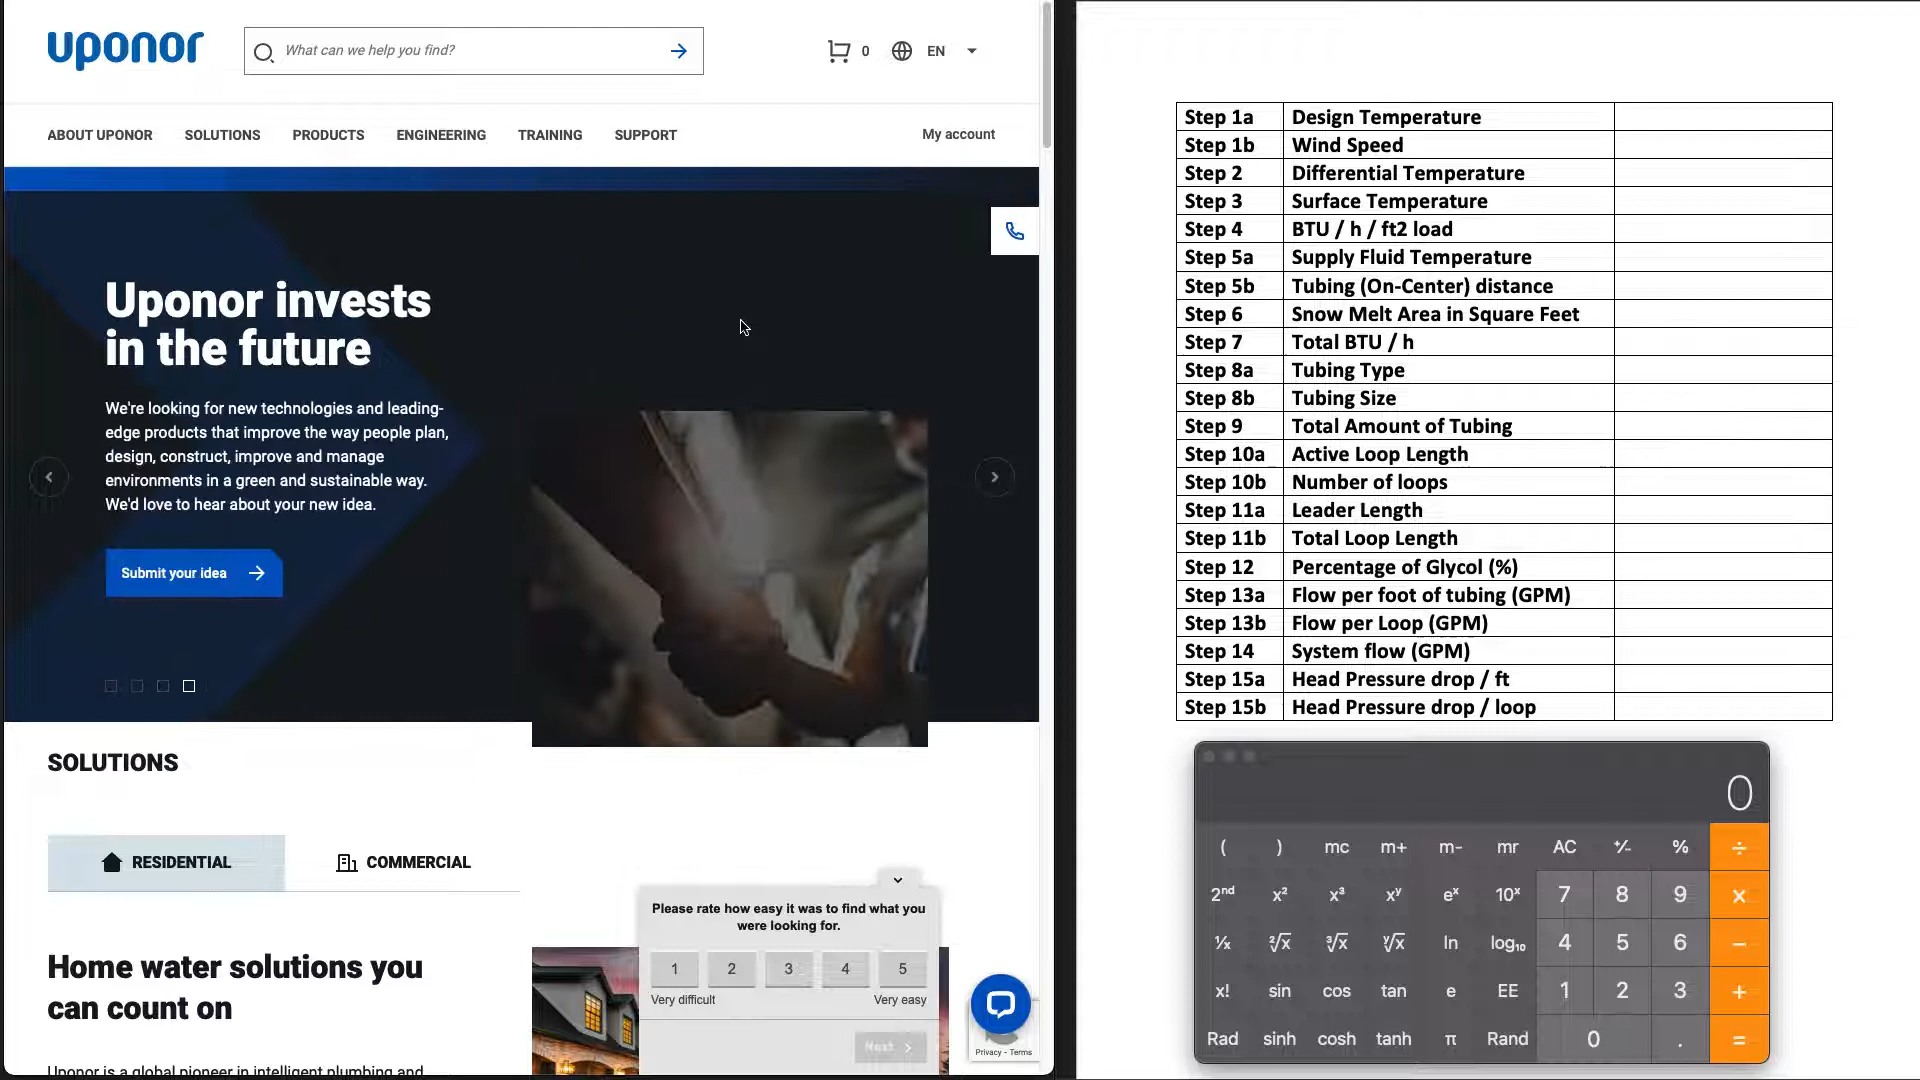 uponor
What can we help you find?
0
EN
ABOUT UPONOR
SOLUTIONS
PRODUCTS
ENGINEERING
TRAINING
SUPPORT
My account
Uponor invests
in the future
We're looking for new technologies and leading-
edge products that improve the way people plan,
design, construct, improve and manage
environments in a green and sustainable way.
We'd love to hear about your new idea.
Submit your idea
SOLUTIONS
RESIDENTIAL
COMMERCIAL
Home water solutions you
can count on
Uponor is a global pioneer in intelligent plumbing and
Please rate how easy it was to find what you
were looking for.
1 2 3 4 5
Very difficult Very easy
Next
Privacy - Terms
Step 1a Design Temperature
Step 1b Wind Speed
Step 2 Differential Temperature
Step 3 Surface Temperature
Step 4 BTU / h / ft2 load
Step 5a Supply Fluid Temperature
Step 5b Tubing (On-Center) distance
Step 6 Snow Melt Area in Square Feet
Step 7 Total BTU / h
Step 8a Tubing Type
Step 8b Tubing Size
Step 9 Total Amount of Tubing
Step 10a Active Loop Length
Step 10b Number of loops
Step 11a Leader Length
Step 11b Total Loop Length
Step 12 Percentage of Glycol (%)
Step 13a Flow per foot of tubing (GPM)
Step 13b Flow per Loop (GPM)
Step 14 System flow (GPM)
Step 15a Head Pressure drop / ft
Step 15b Head Pressure drop / loop
0
( ) mc m+ m- mr AC +/- % ÷
2nd x² x³ xʸ eˣ 10ˣ 7 8 9 ×
1/x ²√x ³√x ʸ√x ln log₁₀ 4 5 6 −
x! sin cos tan e EE 1 2 3 +
Rad sinh cosh tanh π Rand 0 . =